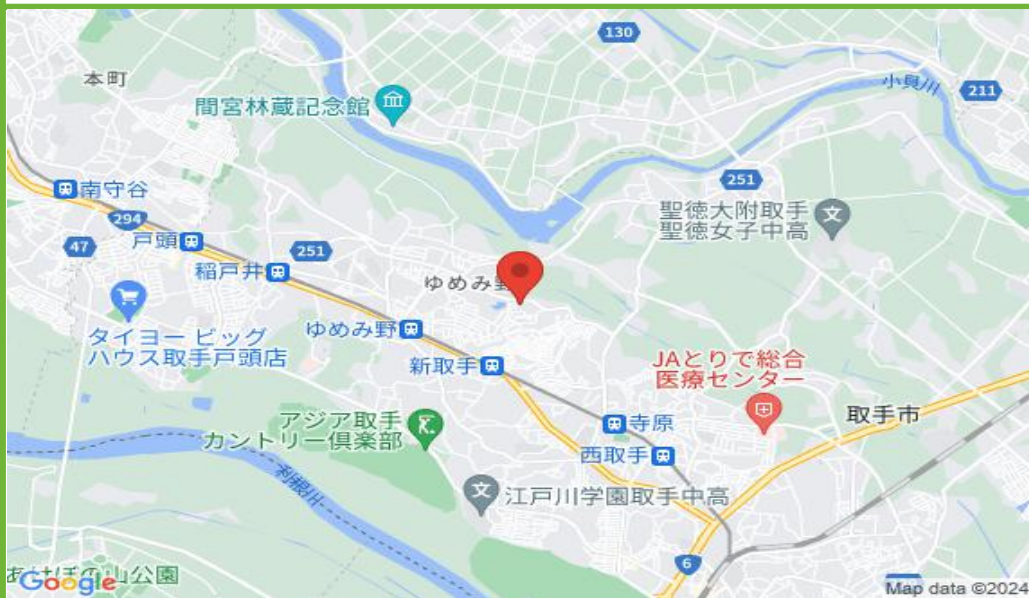 130
本町
小貝川
211
間宮林蔵記念館
251
南守谷
聖徳大附取手
聖徳女子中高
294
戸頭
47
251
稲戸井
ゆめみ野
タイヨー ビッグ
ハウス取手戸頭店
ゆめみ野
新取手
JAとりで総合
医療センター
アジア取手
カントリー倶楽部
寺原
取手市
西取手
利根川
江戸川学園取手中高
6
山公園
Google
Map data ©2024